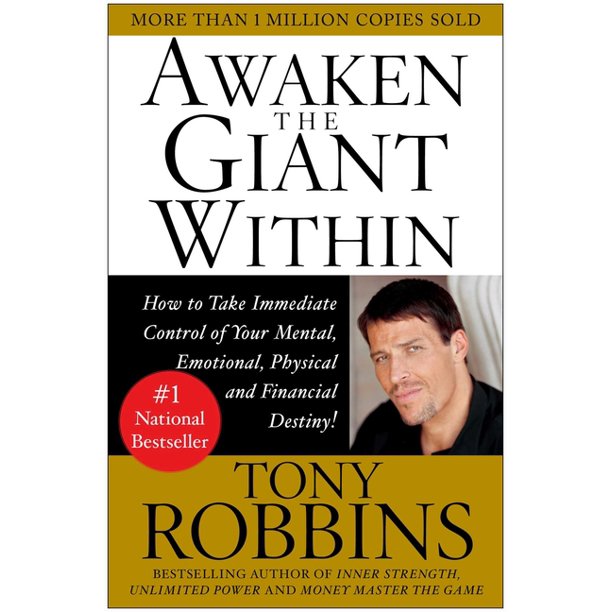 MORE THAN 1 MILLION COPIES SOLD
AWAKEN
THE
GIANT
WITHIN
How to Take Immediate
Control of Your Mental,
Emotional, Physical
and Financial
Destiny!
#1
National
Bestseller
TONY
ROBBINS
BESTSELLING AUTHOR OF INNER STRENGTH,
UNLIMITED POWER AND MONEY MASTER THE GAME